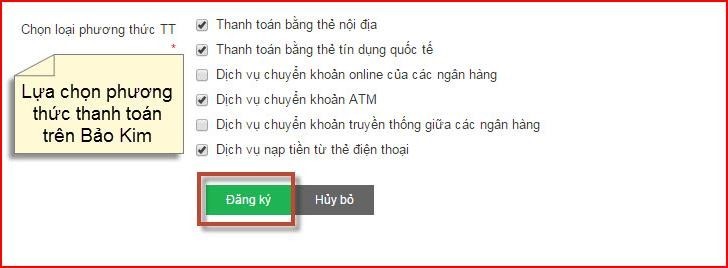 Chọn loại phương thức TT
*
Thanh toán bằng thẻ nội địa
Thanh toán bằng thẻ tín dụng quốc tế
Dịch vụ chuyển khoản online của các ngân hàng
Dịch vụ chuyển khoản ATM
Dịch vụ chuyển khoản truyền thống giữa các ngân hàng
Dịch vụ nạp tiền từ thẻ điện thoại
Lựa chọn phương
thức thanh toán
trên Bảo Kim
Đăng ký
Hủy bỏ